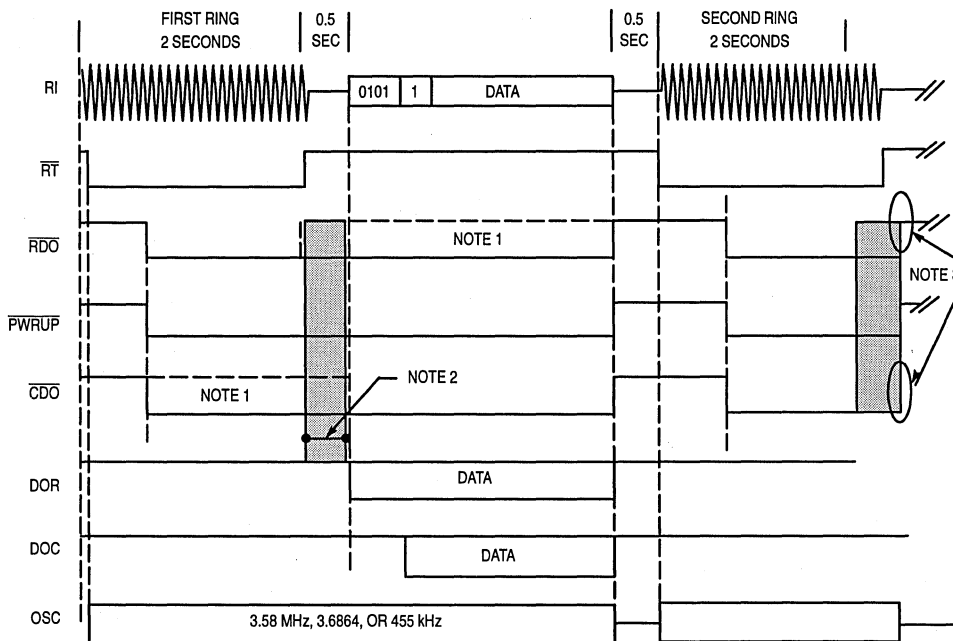 FIRST RING
2 SECONDS
0.5
SEC
0.5
SEC
SECOND RING
2 SECONDS
RI
0101
1
DATA
RT
RDO
NOTE 1
NOTE
PWRUP
CDO
NOTE 1
NOTE 2
DOR
DATA
DOC
DATA
OSC
3.58 MHz, 3.6864, OR 455 kHz